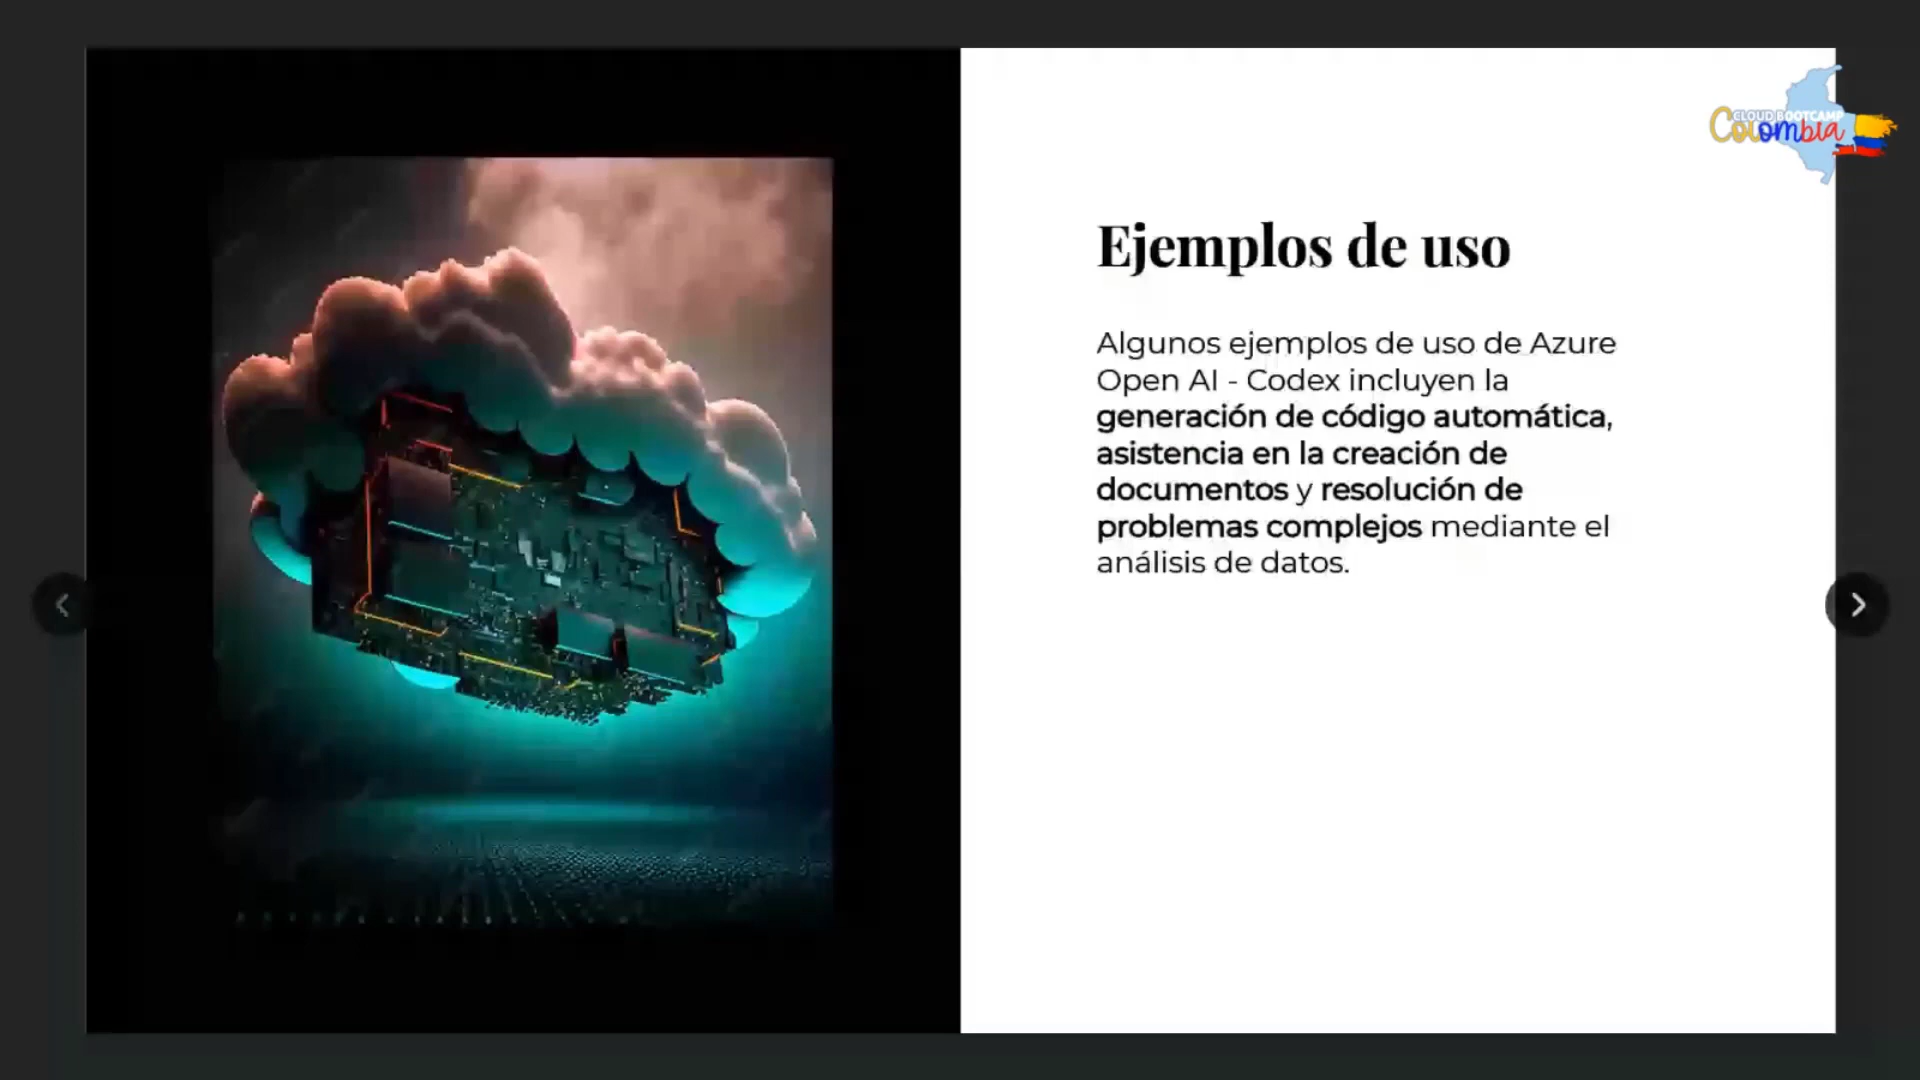 CLOUD BOOTCAMP
Colombia
Ejemplos de uso
Algunos ejemplos de uso de Azure
Open AI - Codex incluyen la
generación de código automática,
asistencia en la creación de
documentos y resolución de
problemas complejos mediante el
análisis de datos.